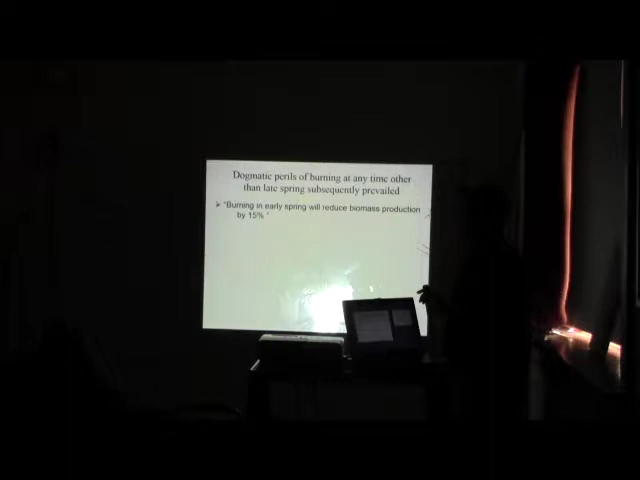 Dogmatic perils of burning at any time other
than late spring subsequently prevailed
➢ "Burning in early spring will reduce biomass production
by 15% "